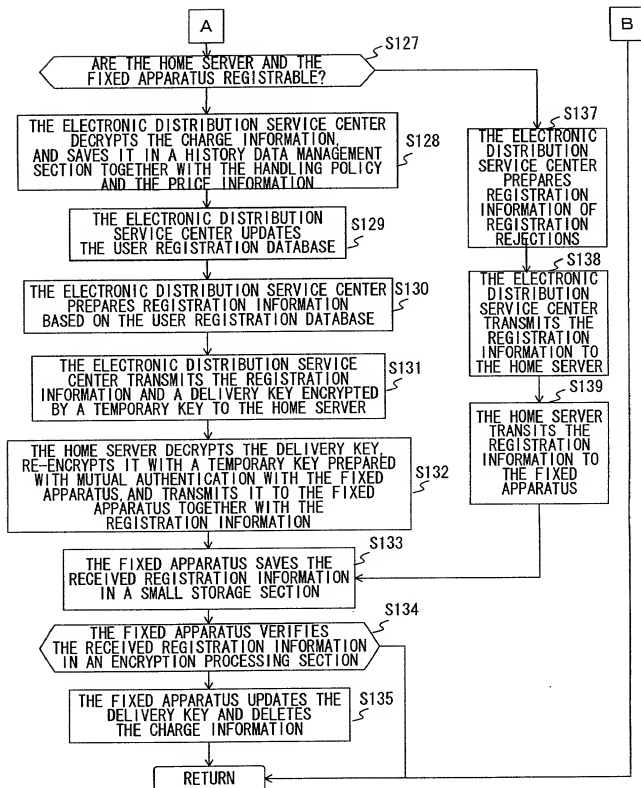 A
B
S127
ARE THE HOME SERVER AND THE
FIXED APPARATUS REGISTRABLE?
THE ELECTRONIC DISTRIBUTION SERVICE CENTER
DECRYPTS THE CHARGE INFORMATION,
AND SAVES IT IN A HISTORY DATA MANAGEMENT
SECTION TOGETHER WITH THE HANDLING POLICY
AND THE PRICE INFORMATION
S128
THE ELECTRONIC DISTRIBUTION
SERVICE CENTER UPDATES
THE USER REGISTRATION DATABASE
S129
THE ELECTRONIC DISTRIBUTION SERVICE CENTER
PREPARES REGISTRATION INFORMATION
BASED ON THE USER REGISTRATION DATABASE
S130
THE ELECTRONIC DISTRIBUTION SERVICE
CENTER TRANSMITS THE REGISTRATION
INFORMATION AND A DELIVERY KEY ENCRYPTED
BY A TEMPORARY KEY TO THE HOME SERVER
S131
THE HOME SERVER DECRYPTS THE DELIVERY KEY,
RE-ENCRYPTS IT WITH A TEMPORARY KEY PREPARED
WITH MUTUAL AUTHENTICATION WITH THE FIXED
APPARATUS, AND TRANSMITS IT TO THE FIXED
APPARATUS TOGETHER WITH THE
REGISTRATION INFORMATION
S132
S133
THE FIXED APPARATUS SAVES THE
RECEIVED REGISTRATION INFORMATION
IN A SMALL STORAGE SECTION
S134
THE FIXED APPARATUS VERIFIES
THE RECEIVED REGISTRATION INFORMATION
IN AN ENCRYPTION PROCESSING SECTION
THE FIXED APPARATUS UPDATES THE
DELIVERY KEY AND DELETES
THE CHARGE INFORMATION
S135
RETURN
S137
THE ELECTRONIC
DISTRIBUTION
SERVICE CENTER
PREPARES
REGISTRATION
INFORMATION OF
REGISTRATION
REJECTIONS
S138
THE ELECTRONIC
DISTRIBUTION
SERVICE CENTER
TRANSMITS THE
REGISTRATION
INFORMATION TO
THE HOME SERVER
S139
THE HOME SERVER
TRANSITS THE
REGISTRATION
INFORMATION TO
THE FIXED
APPARATUS